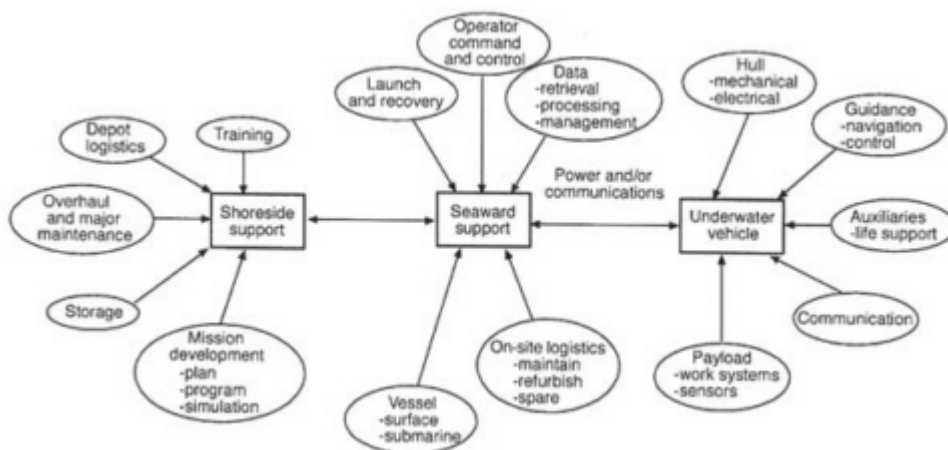 Operator
command
and control
Launch
and recovery
Data
-retrieval
-processing
-management
Hull
-mechanical
-electrical
Guidance
-navigation
-control
Depot
logistics
Training
Power and/or
communications
Overhaul
and major
maintenance
Shoreside
support
Seaward
support
Underwater
vehicle
Auxiliaries
-life support
Storage
Communication
Mission
development
-plan
-program
-simulation
On-site logistics
-maintain
-refurbish
-spare
Payload
-work systems
-sensors
Vessel
-surface
-submarine